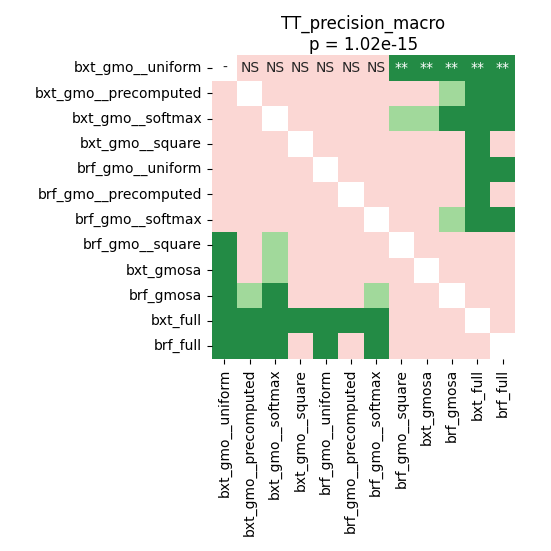 TT_precision_macro
p = 1.02e-15
bxt_gmo__uniform - NS NS NS NS NS NS ** ** ** ** **
bxt_gmo__precomputed
bxt_gmo__softmax
bxt_gmo__square
brf_gmo__uniform
brf_gmo__precomputed
brf_gmo__softmax
brf_gmo__square
bxt_gmosa
brf_gmosa
bxt_full
brf_full
bxt_gmo__uniform
bxt_gmo__precomputed
bxt_gmo__softmax
bxt_gmo__square
brf_gmo__uniform
brf_gmo__precomputed
brf_gmo__softmax
brf_gmo__square
bxt_gmosa
brf_gmosa
bxt_full
brf_full